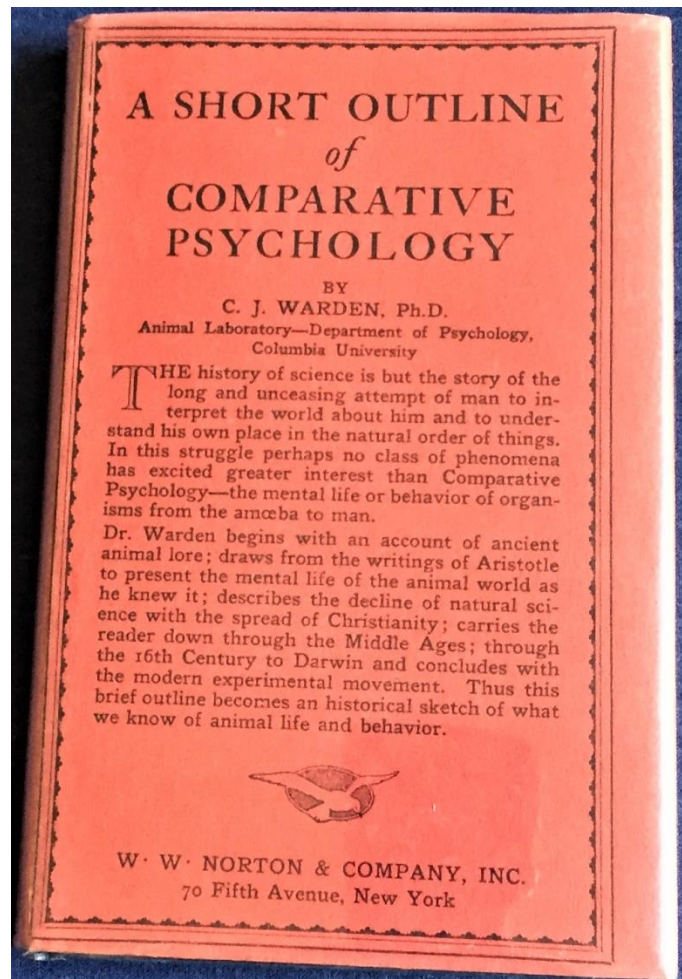 A SHORT OUTLINE
of
COMPARATIVE
PSYCHOLOGY
BY
C. J. WARDEN, Ph.D.
Animal Laboratory—Department of Psychology,
Columbia University
THE history of science is but the story of the
long and unceasing attempt of man to in-
terpret the world about him and to under-
stand his own place in the natural order of things.
In this struggle perhaps no class of phenomena
has excited greater interest than Comparative
Psychology—the mental life or behavior of organ-
isms from the amœba to man.
Dr. Warden begins with an account of ancient
animal lore; draws from the writings of Aristotle
to present the mental life of the animal world as
he knew it; describes the decline of natural sci-
ence with the spread of Christianity; carries the
reader down through the Middle Ages; through
the 16th Century to Darwin and concludes with
the modern experimental movement. Thus this
brief outline becomes an historical sketch of what
we know of animal life and behavior.
W· W· NORTON & COMPANY, INC.
70 Fifth Avenue, New York